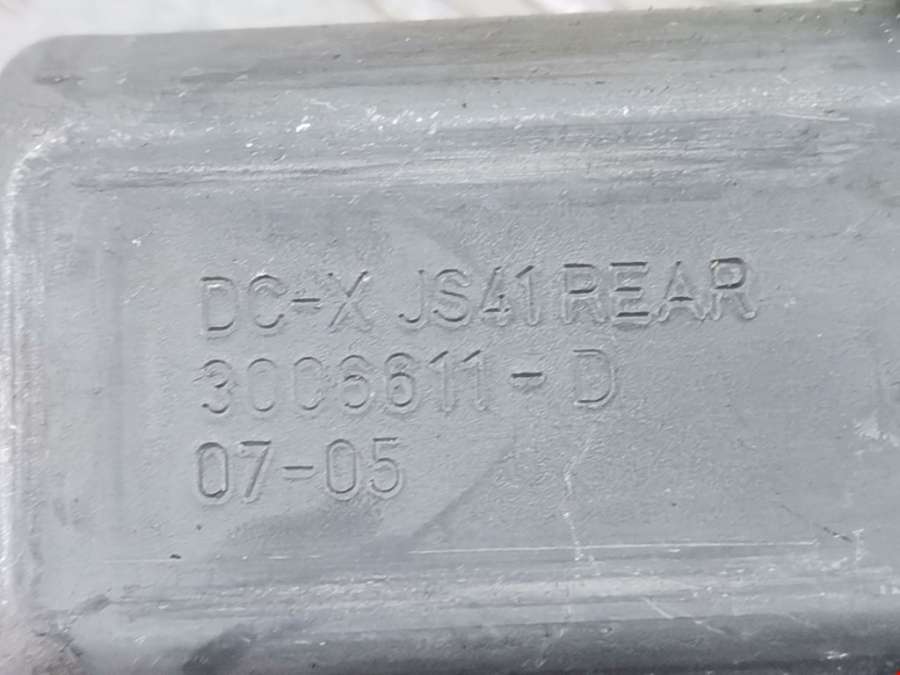 DC-X JS41 REAR
3006611-D
07-05